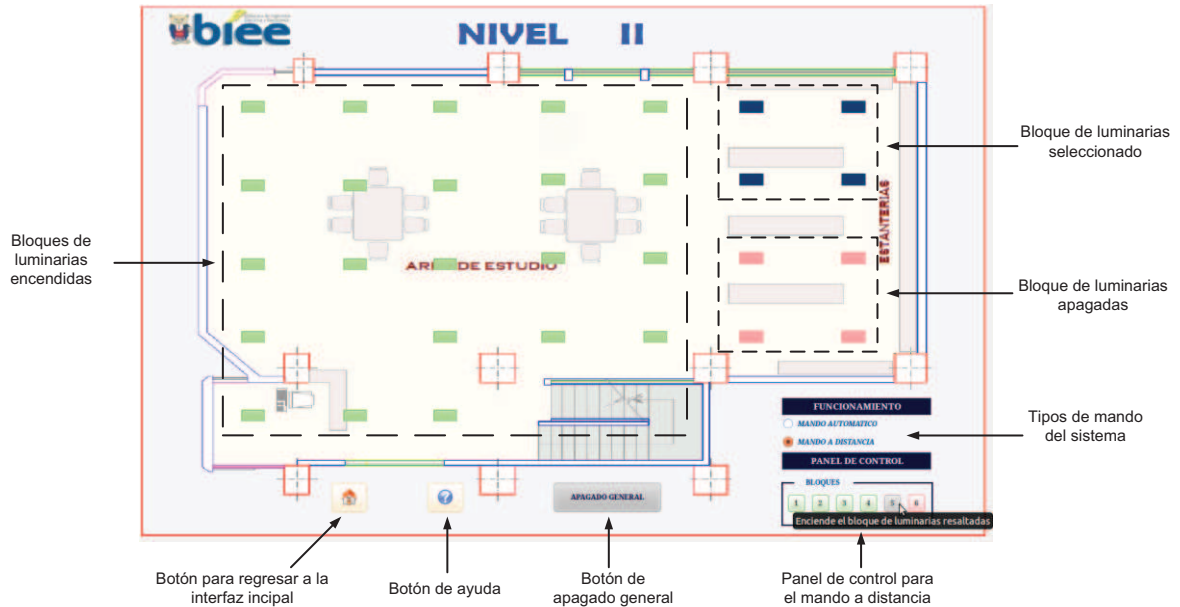 biee
NIVEL II
Bloque de luminarias
seleccionado
Bloques de
luminarias
encendidas
ESTANTERIAS
DE ESTUDIO
Bloque de luminarias
apagadas
FUNCIONAMIENTO
MANDO AUTOMATICO
MANDO A DISTANCIA
Tipos de mando
del sistema
PANEL DE CONTROL
BLOQUES
1 2 3 4 5 6
Enciende el bloque de luminarias resaltadas
APAGADO GENERAL
?
Botón para regresar a la
interfaz incipal
Botón de ayuda
Botón de
apagado general
Panel de control para
el mando a distancia